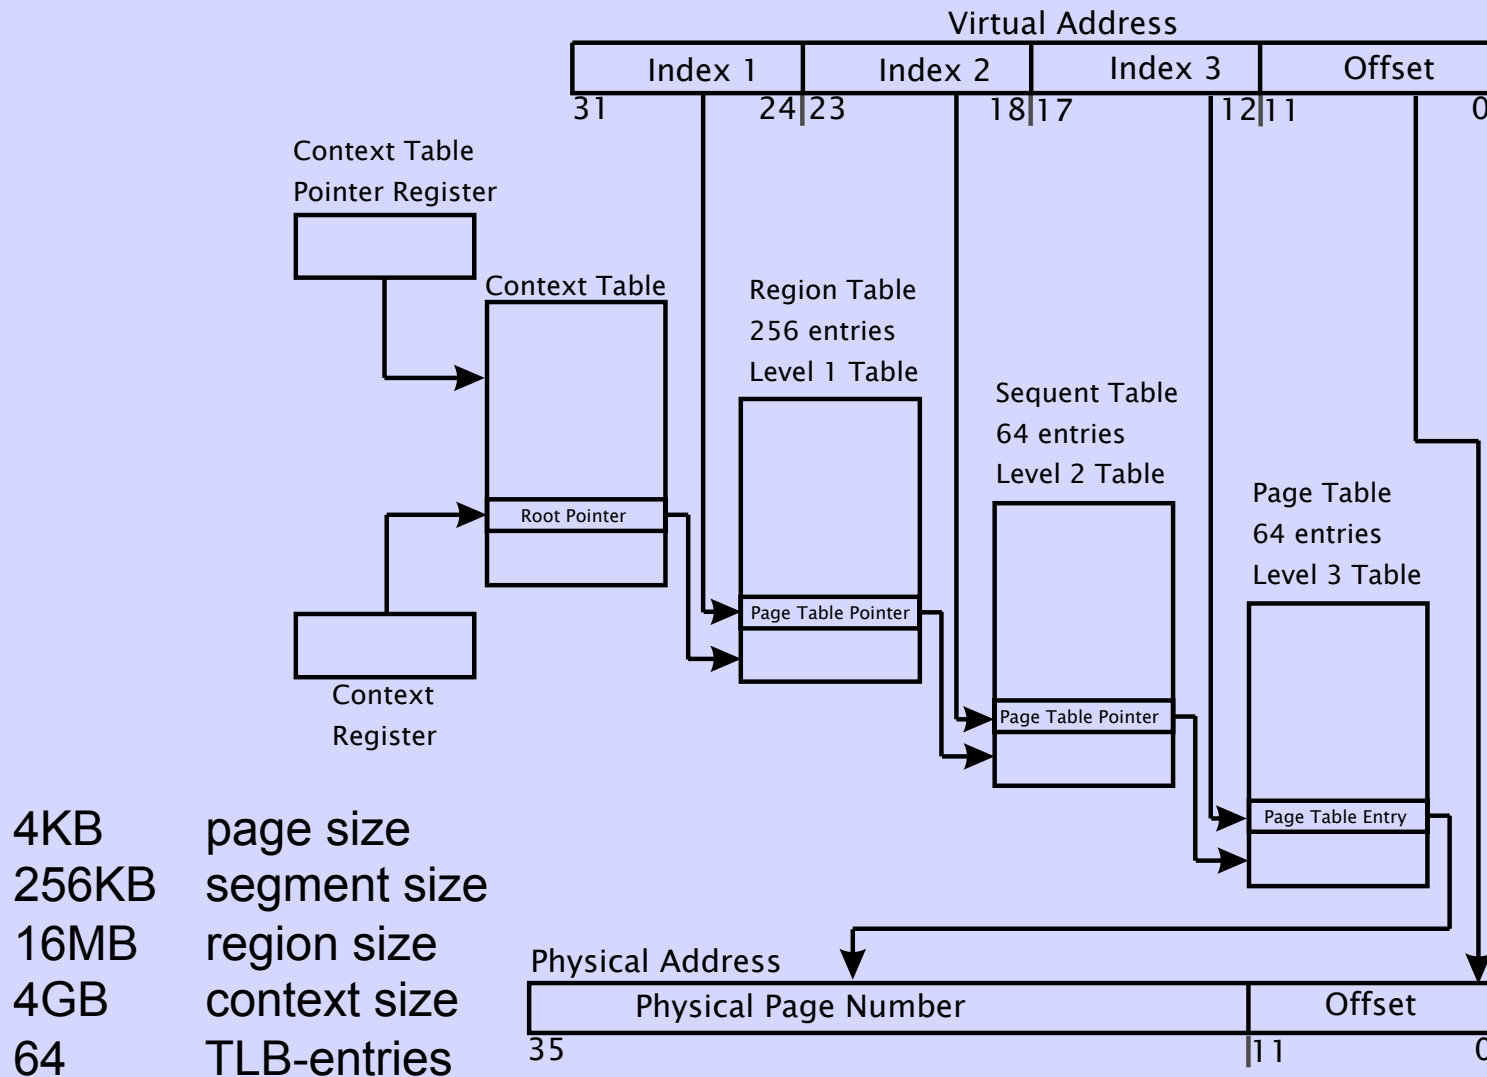 Virtual Address
Index 1 Index 2 Index 3 Offset
31 24 23 18 17 12 11 0
Context Table
Pointer Register
Context Table
Region Table
256 entries
Level 1 Table
Sequent Table
64 entries
Level 2 Table
Page Table
64 entries
Level 3 Table
Root Pointer
Page Table Pointer
Page Table Pointer
Page Table Entry
Context
Register
4KB page size
256KB segment size
16MB region size
4GB context size
64 TLB-entries
Physical Address
Physical Page Number Offset
35 11 0